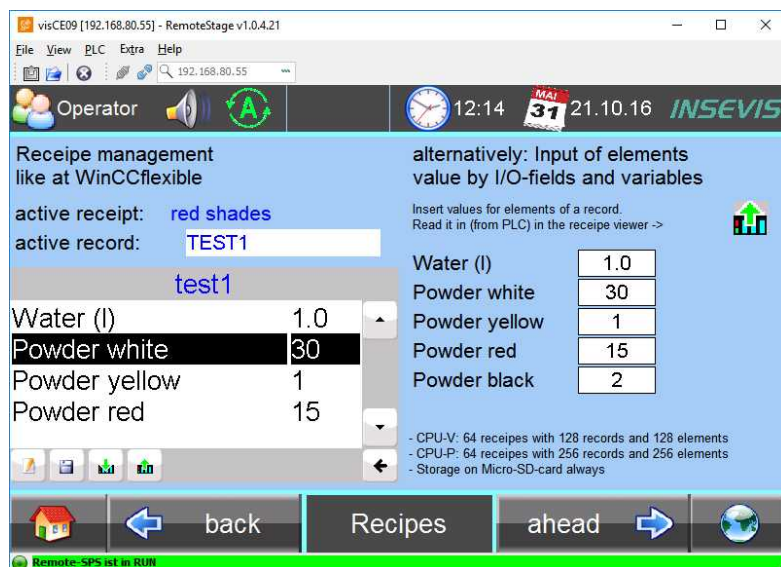 visCE09 [192.168.80.55] - RemoteStage v1.0.4.21
File View PLC Extra Help
192.168.80.55
Operator
A
12:14
MAI
31
21.10.16
INSEVIS
Receipe management
like at WinCCflexible
active receipt: red shades
active record: TEST1
test1
Water (l) 1.0
Powder white 30
Powder yellow 1
Powder red 15
alternatively: Input of elements
value by I/O-fields and variables
Insert values for elements of a record.
Read it in (from PLC) in the receipe viewer ->
Water (l) 1.0
Powder white 30
Powder yellow 1
Powder red 15
Powder black 2
- CPU-V: 64 receipes with 128 records and 128 elements
- CPU-P: 64 receipes with 256 records and 256 elements
- Storage on Micro-SD-card always
back
Recipes
ahead
Remote-SPS ist in RUN